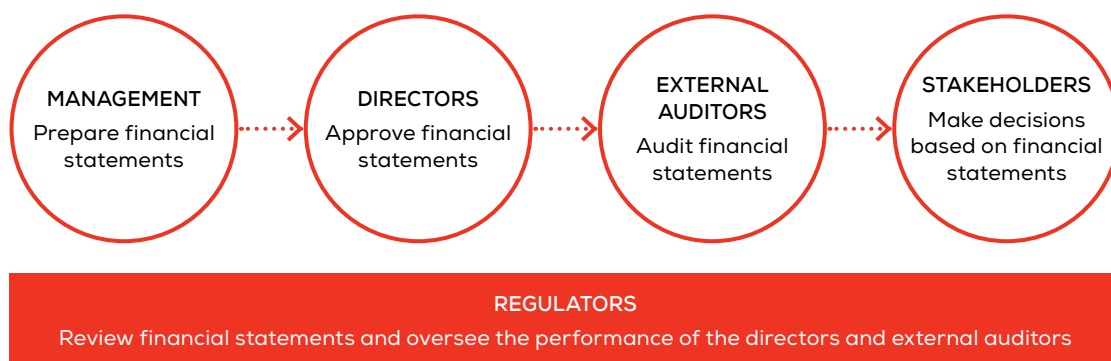 MANAGEMENT
Prepare financial
statements
DIRECTORS
Approve financial
statements
EXTERNAL
AUDITORS
Audit financial
statements
STAKEHOLDERS
Make decisions
based on financial
statements
REGULATORS
Review financial statements and oversee the performance of the directors and external auditors